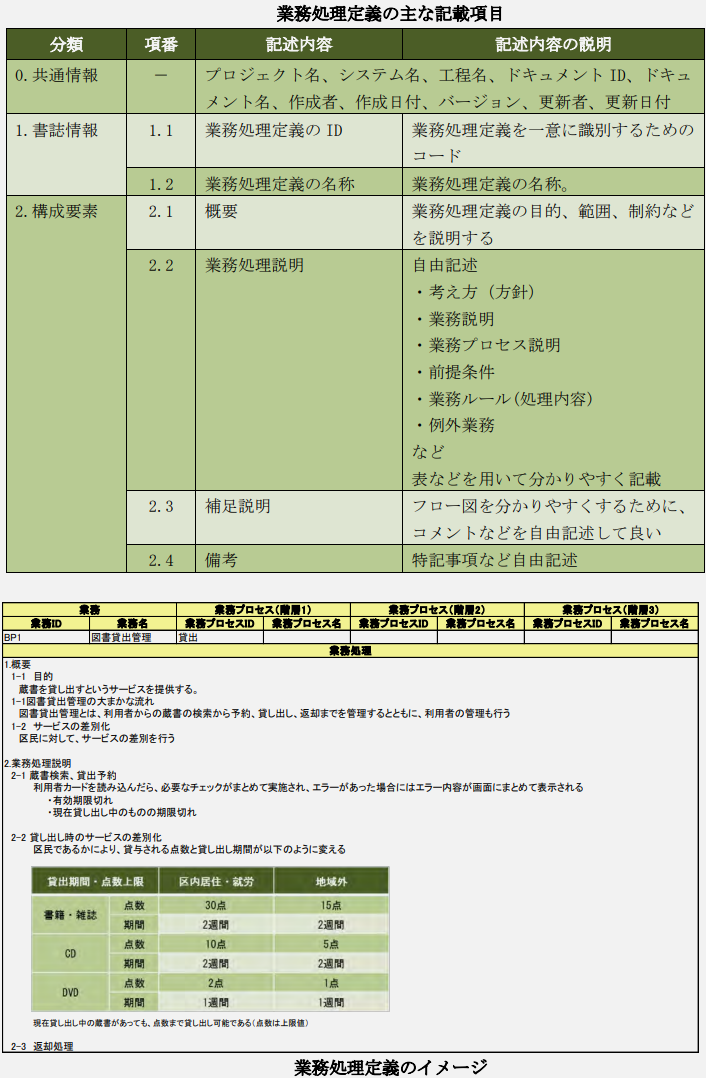 業務処理定義の主な記載項目
分類 項番 記述内容 記述内容の説明
0.共通情報 － プロジェクト名、システム名、工程名、ドキュメント ID、ドキュ
メント名、作成者、作成日付、バージョン、更新者、更新日付
1.書誌情報 1.1 業務処理定義の ID 業務処理定義を一意に識別するための
コード
1.2 業務処理定義の名称 業務処理定義の名称。
2.構成要素 2.1 概要 業務処理定義の目的、範囲、制約など
を説明する
2.2 業務処理説明 自由記述
・考え方（方針）
・業務説明
・業務プロセス説明
・前提条件
・業務ルール(処理内容)
・例外業務
など
表などを用いて分かりやすく記載
2.3 補足説明 フロー図を分かりやすくするために、
コメントなどを自由記述して良い
2.4 備考 特記事項など自由記述
業務 業務プロセス（階層1） 業務プロセス（階層2） 業務プロセス（階層3）
業務ID 業務名 業務プロセスID 業務プロセス名 業務プロセスID 業務プロセス名 業務プロセスID 業務プロセス名
BP1 図書貸出管理 貸出
業務処理
1.概要
1-1 目的
蔵書を貸し出すというサービスを提供する。
1-1図書貸出管理の大まかな流れ
図書貸出管理とは、利用者からの蔵書の検索から予約、貸し出し、返却までを管理するとともに、利用者の管理も行う
1-2 サービスの差別化
区民に対して、サービスの差別を行う
2.業務処理説明
2-1 蔵書検索、貸出予約
利用者カードを読み込んだら、必要なチェックがまとめて実施され、エラーがあった場合にはエラー内容が画面にまとめて表示される
・有効期限切れ
・現在貸し出し中のものの期限切れ
2-2 貸し出し時のサービスの差別化
区民であるかにより、貸与される点数と貸し出し期間が以下のように変える
貸出期間・点数上限 区内居住・就労 地域外
書籍・雑誌 点数 30点 15点
期間 2週間 2週間
CD 点数 10点 5点
期間 2週間 2週間
DVD 点数 2点 1点
期間 1週間 1週間
現在貸し出し中の蔵書があっても、点数まで貸し出し可能である（点数は上限値）
2-3 返却処理
業務処理定義のイメージ